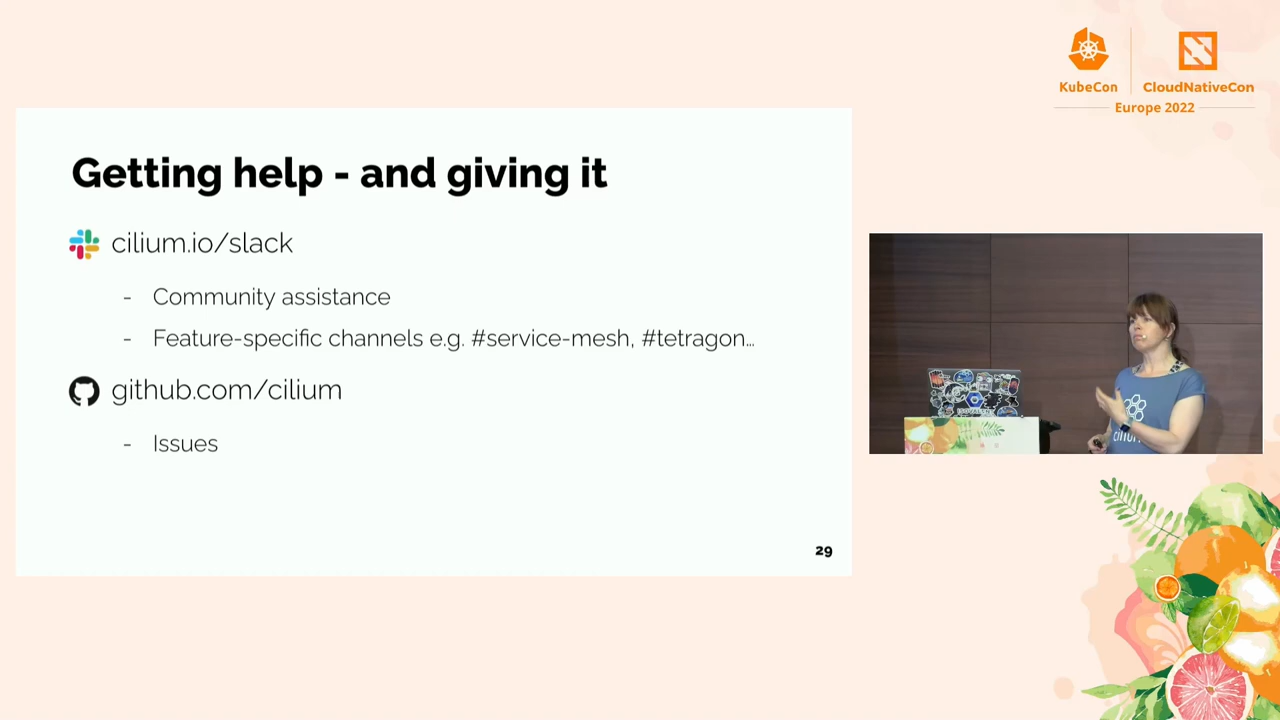 KubeCon
CloudNativeCon
Europe 2022
Getting help - and giving it
cilium.io/slack
- Community assistance
- Feature-specific channels e.g. #service-mesh, #tetragon…
github.com/cilium
- Issues
29